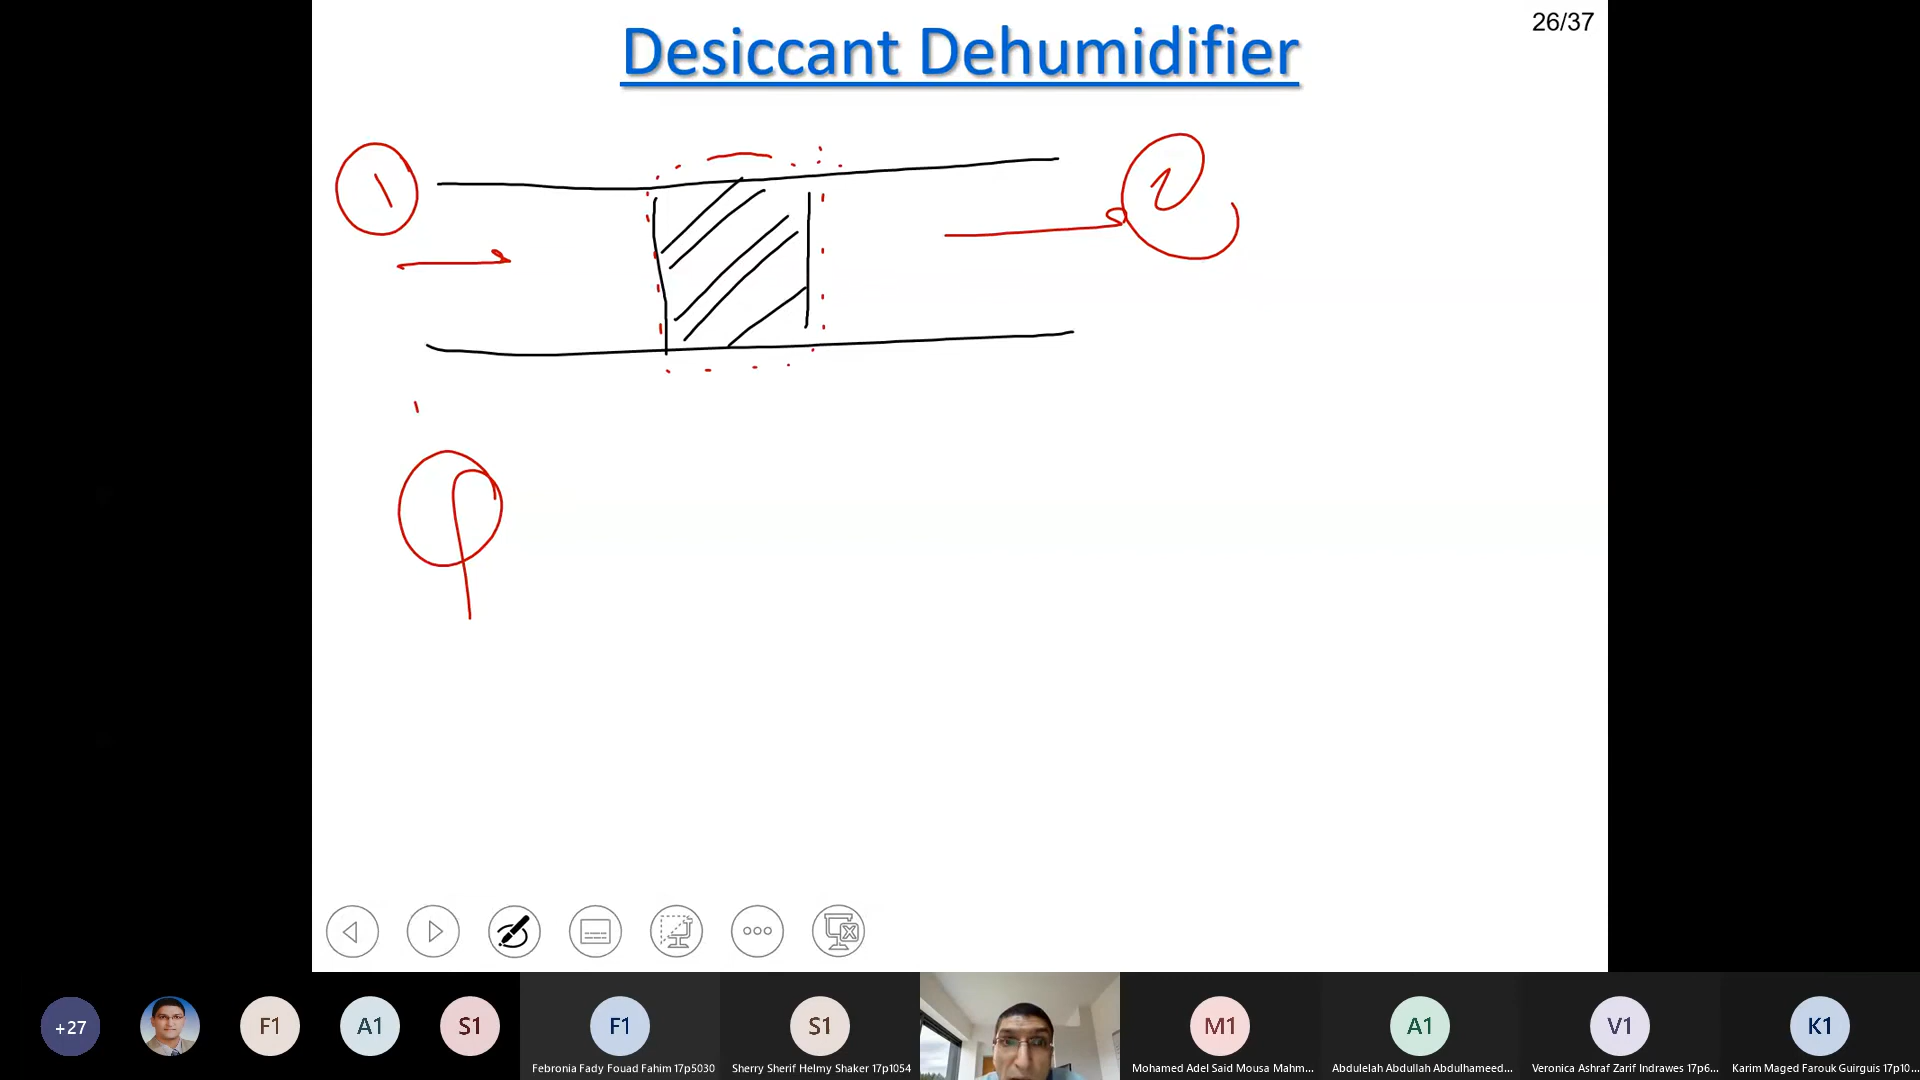 26/37
Desiccant Dehumidifier
1
2
φ
+27
F1
A1
S1
F1
S1
M1
A1
V1
K1
Febronia Fady Fouad Fahim 17p5030
Sherry Sherif Helmy Shaker 17p1054
Mohamed Adel Said Mousa Mahm...
Abdulelah Abdullah Abdulhameed...
Veronica Ashraf Zarif Indrawes 17p6...
Karim Maged Farouk Guirguis 17p10...